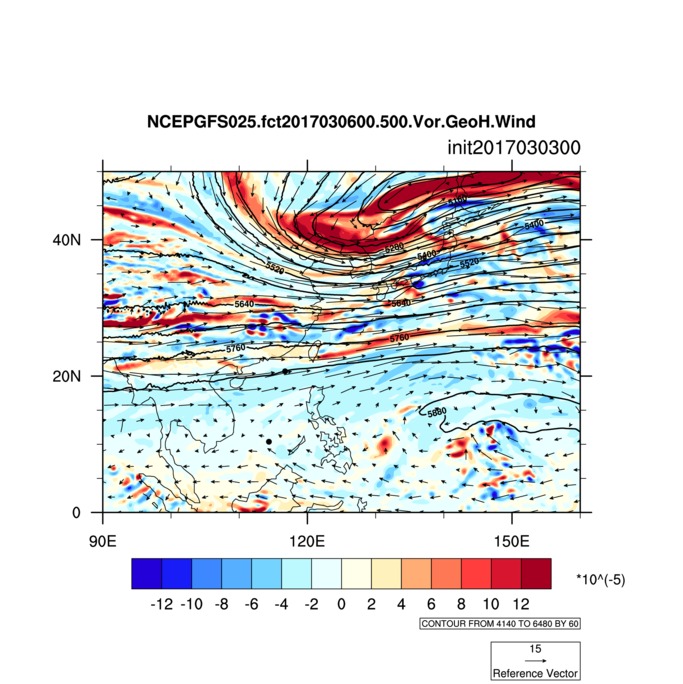 NCEPGFS025.fct2017030600.500.Vor.GeoH.Wind
init2017030300
5160
5400
40N
5280
5400
5520
5520
5640
5640
5760
5760
20N
5880
0
90E 120E 150E
-12 -10 -8 -6 -4 -2 0 2 4 6 8 10 12
*10^(-5)
CONTOUR FROM 4140 TO 6480 BY 60
15
Reference Vector